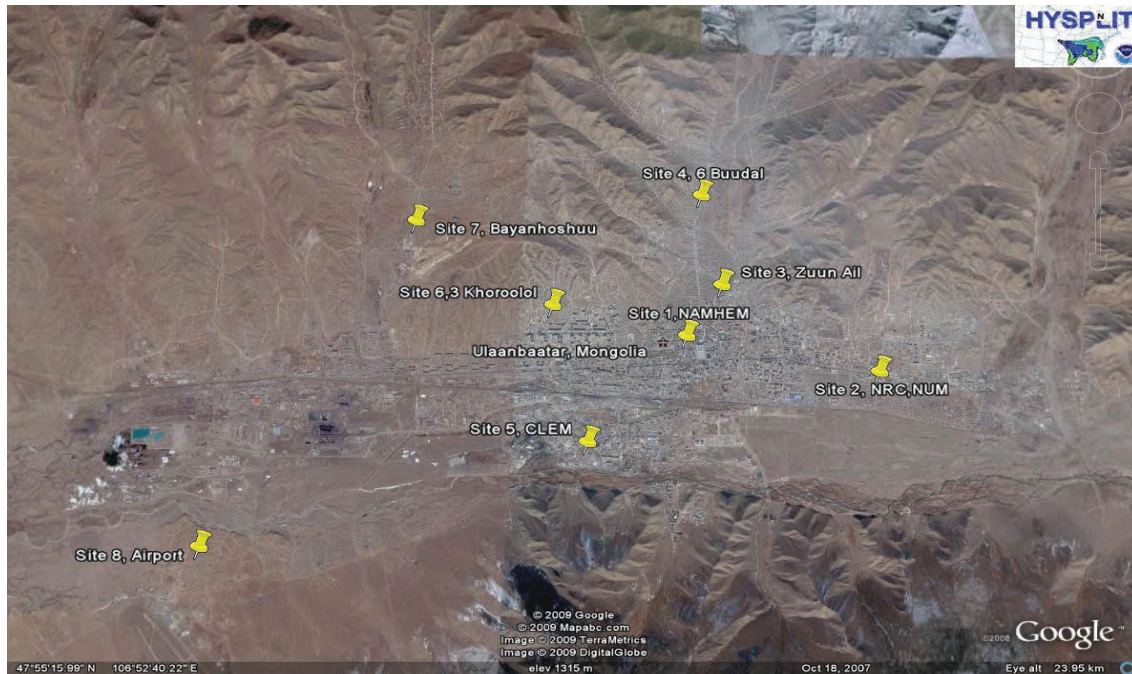 HYSPLIT
N
NOAA
Site 4, 6 Buudal
Site 7, Bayanhoshuu
Site 3, Zuun Ail
Site 6,3 Khoroolol
Site 1,NAMHEM
Ulaanbaatar, Mongolia
Site 2, NRC,NUM
Site 5, CLEM
Site 8, Airport
© 2009 Google
© 2009 Mapabc.com
Image © 2009 TerraMetrics
Image © 2009 DigitalGlobe
©2008 Google™
47°55'15.99" N 106°52'40.22" E elev 1315 m Oct 18, 2007 Eye alt 23.95 km